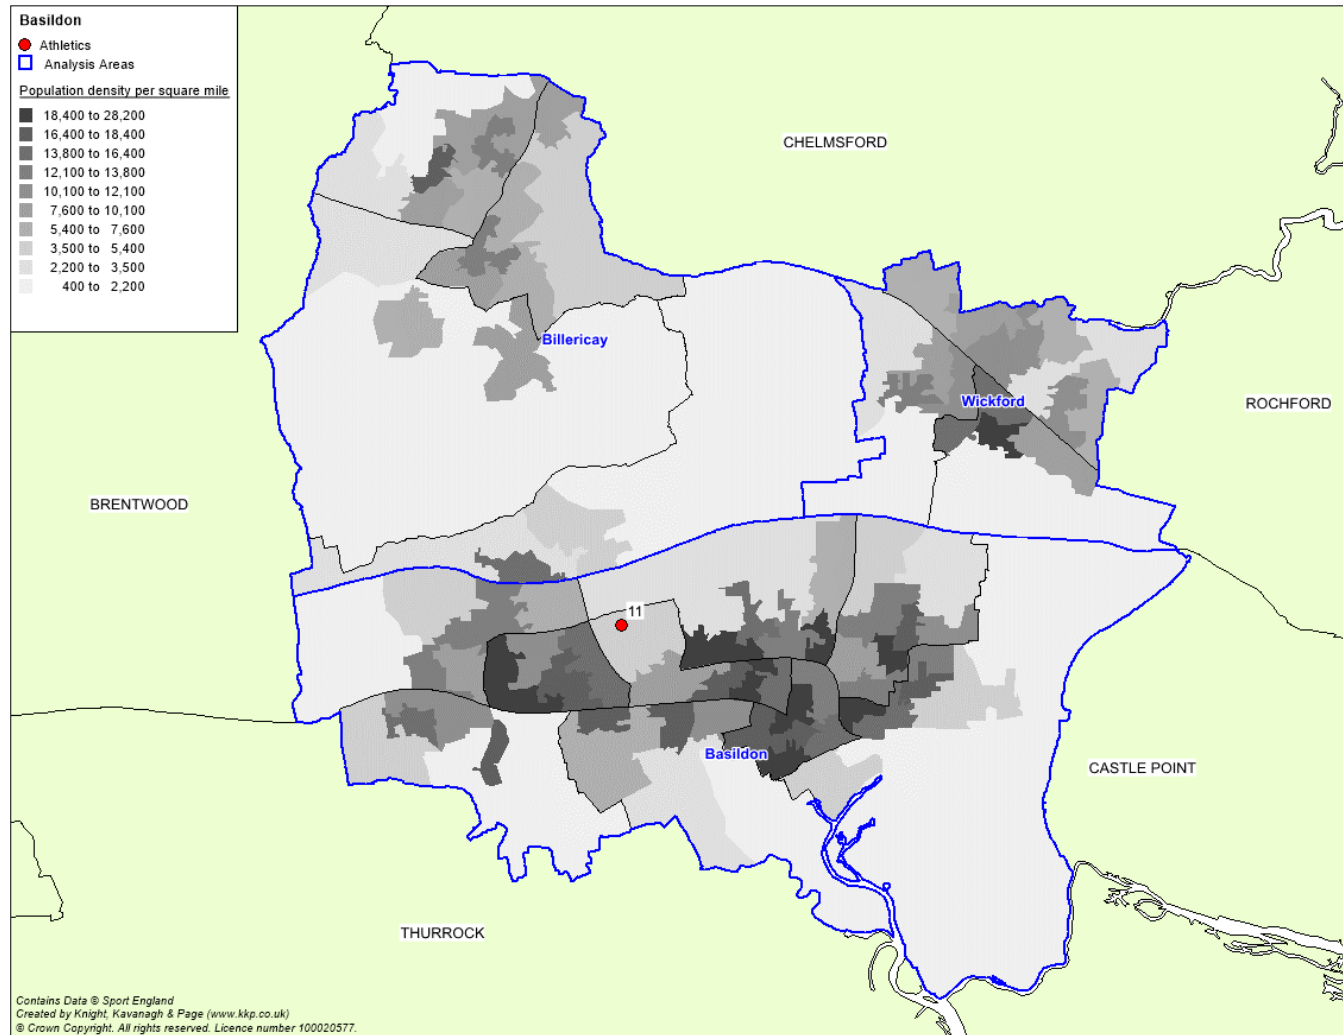 Basildon
Athletics
Analysis Areas
Population density per square mile
18,400 to 28,200
16,400 to 18,400
13,800 to 16,400
12,100 to 13,800
10,100 to 12,100
7,600 to 10,100
5,400 to 7,600
3,500 to 5,400
2,200 to 3,500
400 to 2,200
CHELMSFORD
Billericay
Wickford
ROCHFORD
BRENTWOOD
11
Basildon
CASTLE POINT
THURROCK
Contains Data © Sport England
Created by Knight, Kavanagh & Page (www.kkp.co.uk)
© Crown Copyright. All rights reserved. Licence number 100020577.